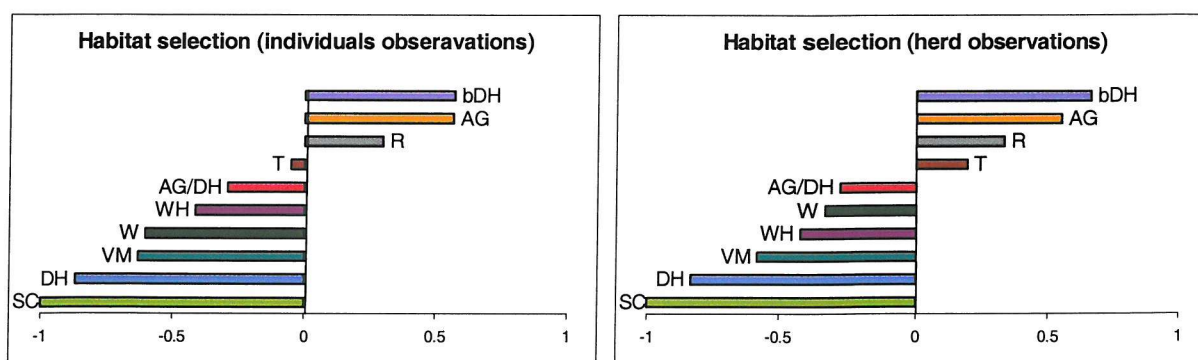 Habitat selection (individuals obseravations)
bDH
AG
R
T
AG/DH
WH
W
VM
DH
SC
-1 -0.5 0 0.5 1
Habitat selection (herd observations)
bDH
AG
R
T
AG/DH
W
WH
VM
DH
SC
-1 -0.5 0 0.5 1